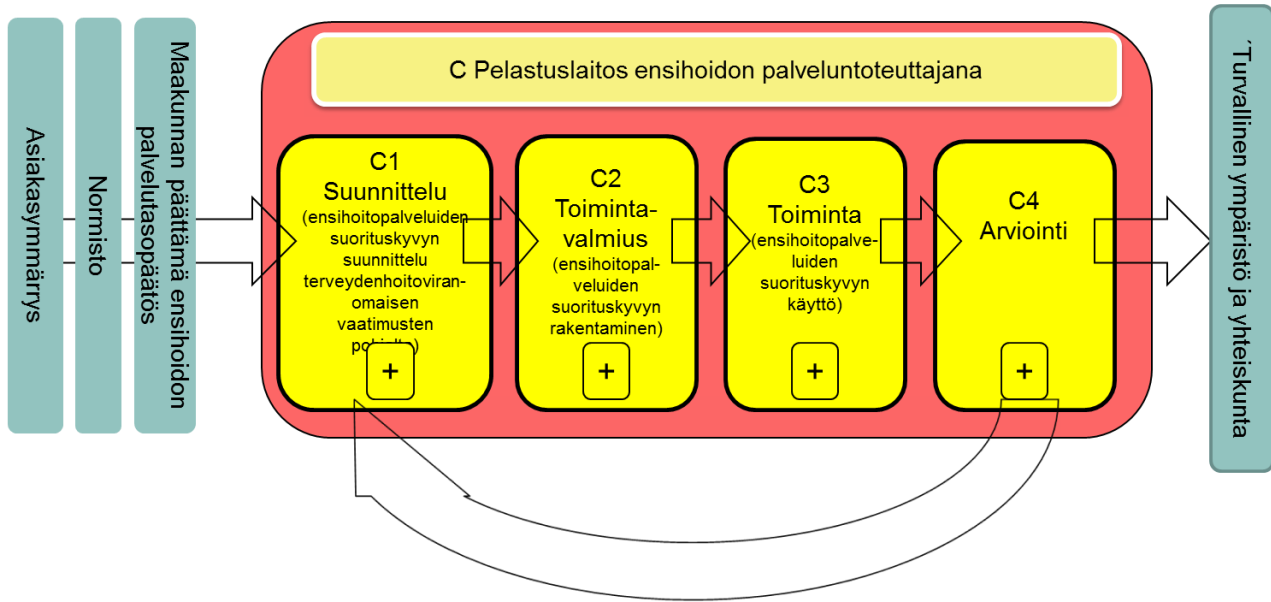 Asiakasymmärrys
Normisto
Maakunnan päättämä ensihoidon
palvelutasopäätös
C Pelastuslaitos ensihoidon palveluntoteuttajana
C1
Suunnittelu
(ensihoitopalveluiden
suorituskyvyn
suunnittelu
terveydenhoitoviran-
omaisen
vaatimusten
pohjalta)
+
C2
Toiminta-
valmius
(ensihoitopal-
veluiden
suorituskyvyn
rakentaminen)
+
C3
Toiminta
(ensihoitopalve-
luiden
suorituskyvyn
käyttö)
+
C4
Arviointi
+
´Turvallinen ympäristö ja yhteiskunta